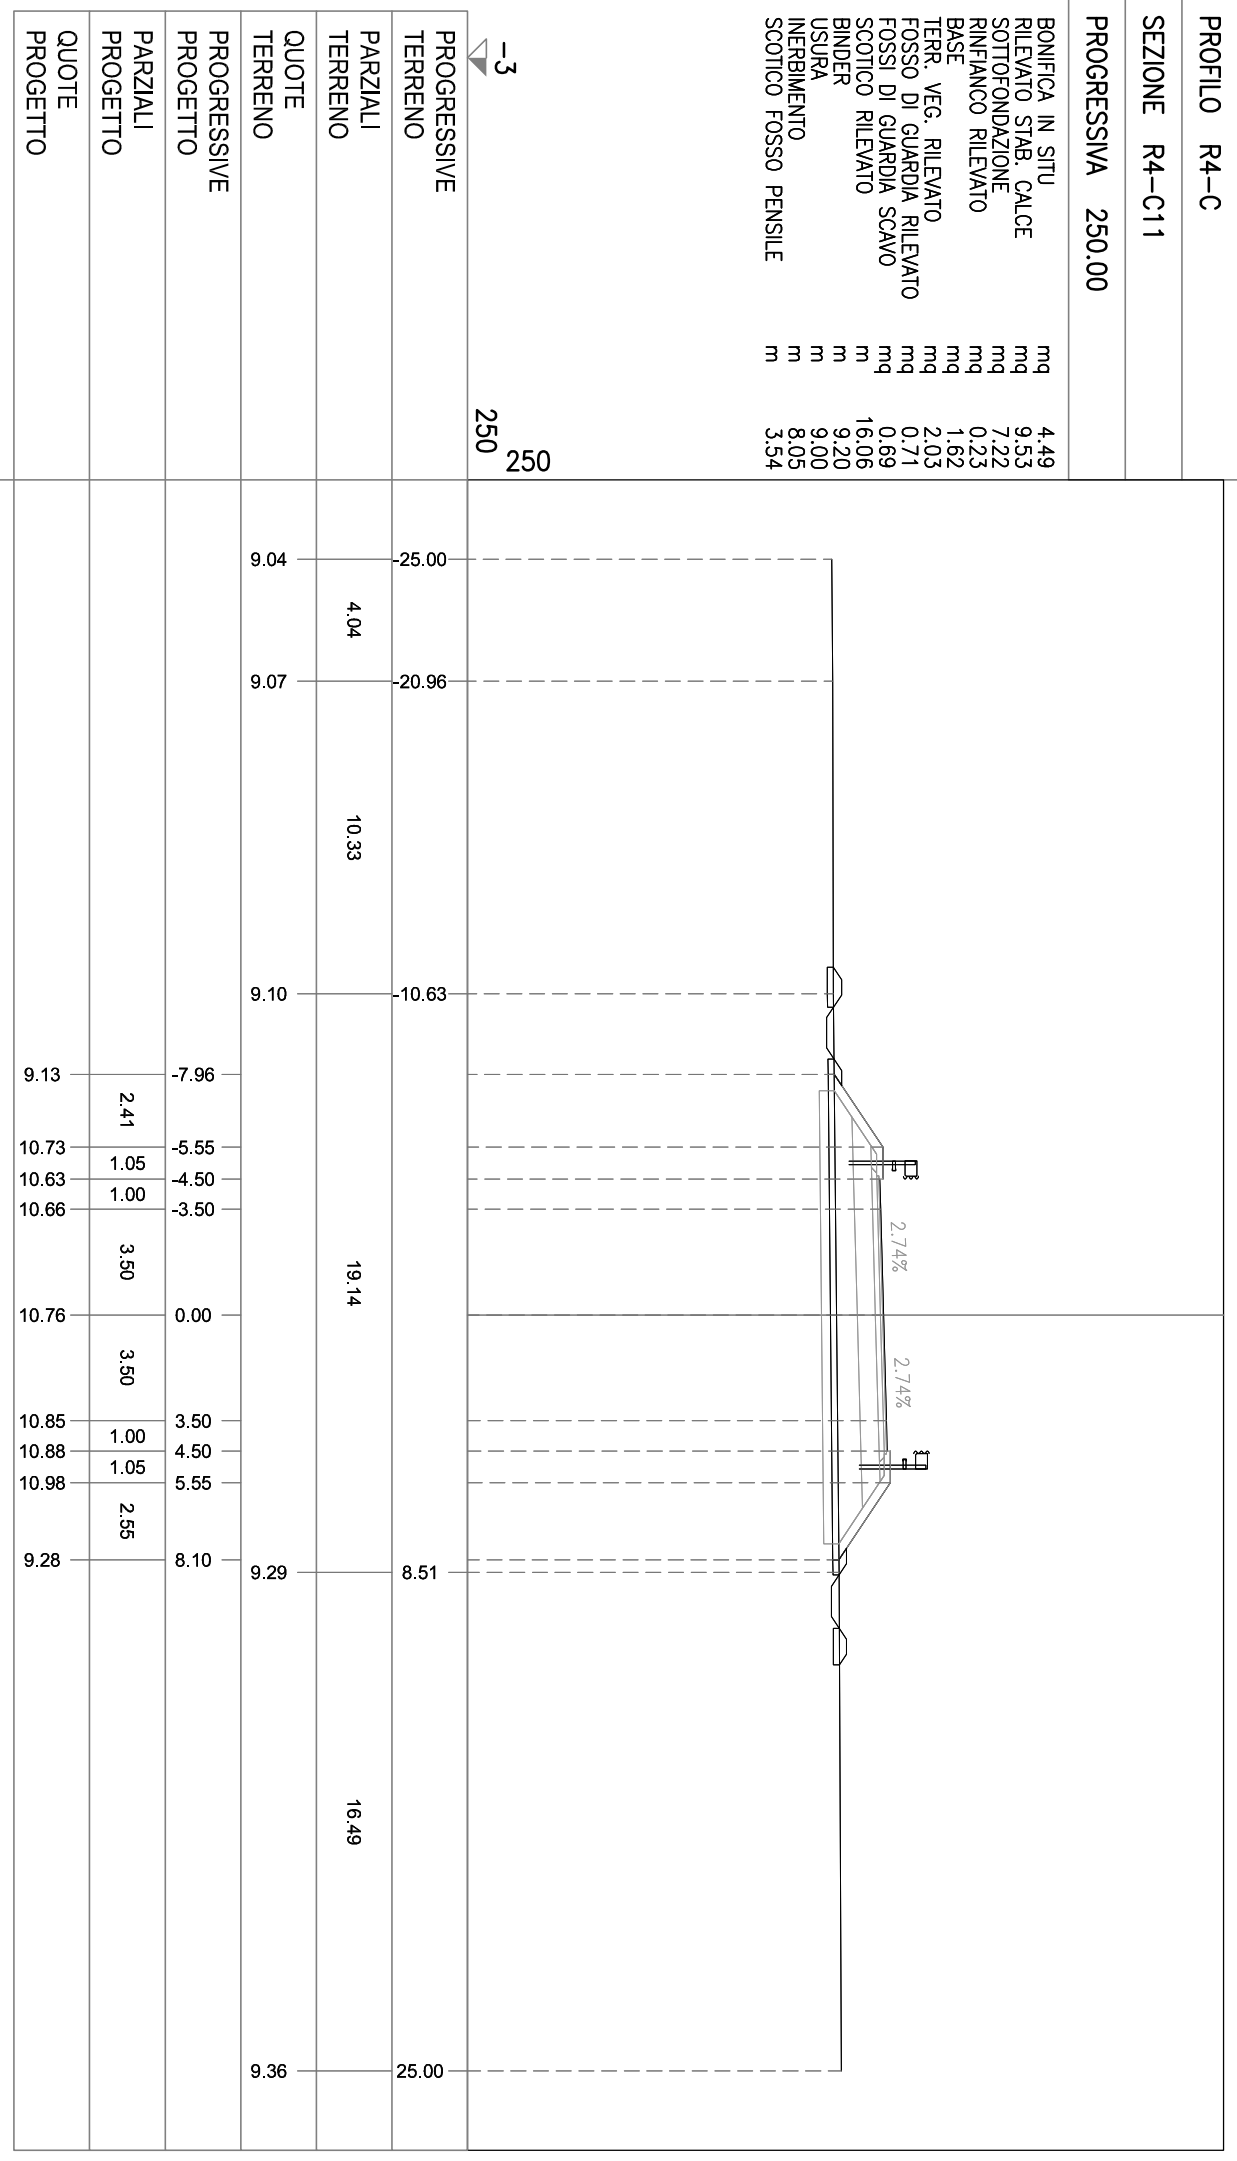 PROFILO R4-C
SEZIONE R4-C11
PROGRESSIVA 250.00
BONIFICA IN SITU mq 4.49
RILEVATO STAB. CALCE mq 9.53
SOTTOFONDAZIONE mq 7.22
RINFIANCO RILEVATO mq 0.23
BASE mq 1.62
TERR. VEG. RILEVATO mq 2.03
FOSSO DI GUARDIA RILEVATO mq 0.71
FOSSI DI GUARDIA SCAVO mq 0.69
SCOTICO RILEVATO m 16.06
BINDER m 9.20
USURA m 9.00
INERBIMENTO m 8.05
SCOTICO FOSSO PENSILE m 3.54
2.74% 2.74%
-3
250
250
PROGRESSIVE
TERRENO
-25.00 -20.96 -10.63 8.51 25.00
PARZIALI
TERRENO
4.04 10.33 19.14 16.49
QUOTE
TERRENO
9.04 9.07 9.10 9.29 9.36
PROGRESSIVE
PROGETTO
-7.96 -5.55 -4.50 -3.50 0.00 3.50 4.50 5.55 8.10
PARZIALI
PROGETTO
2.41 1.05 1.00 3.50 3.50 1.00 1.05 2.55
QUOTE
PROGETTO
9.13 10.73 10.63 10.66 10.76 10.85 10.88 10.98 9.28